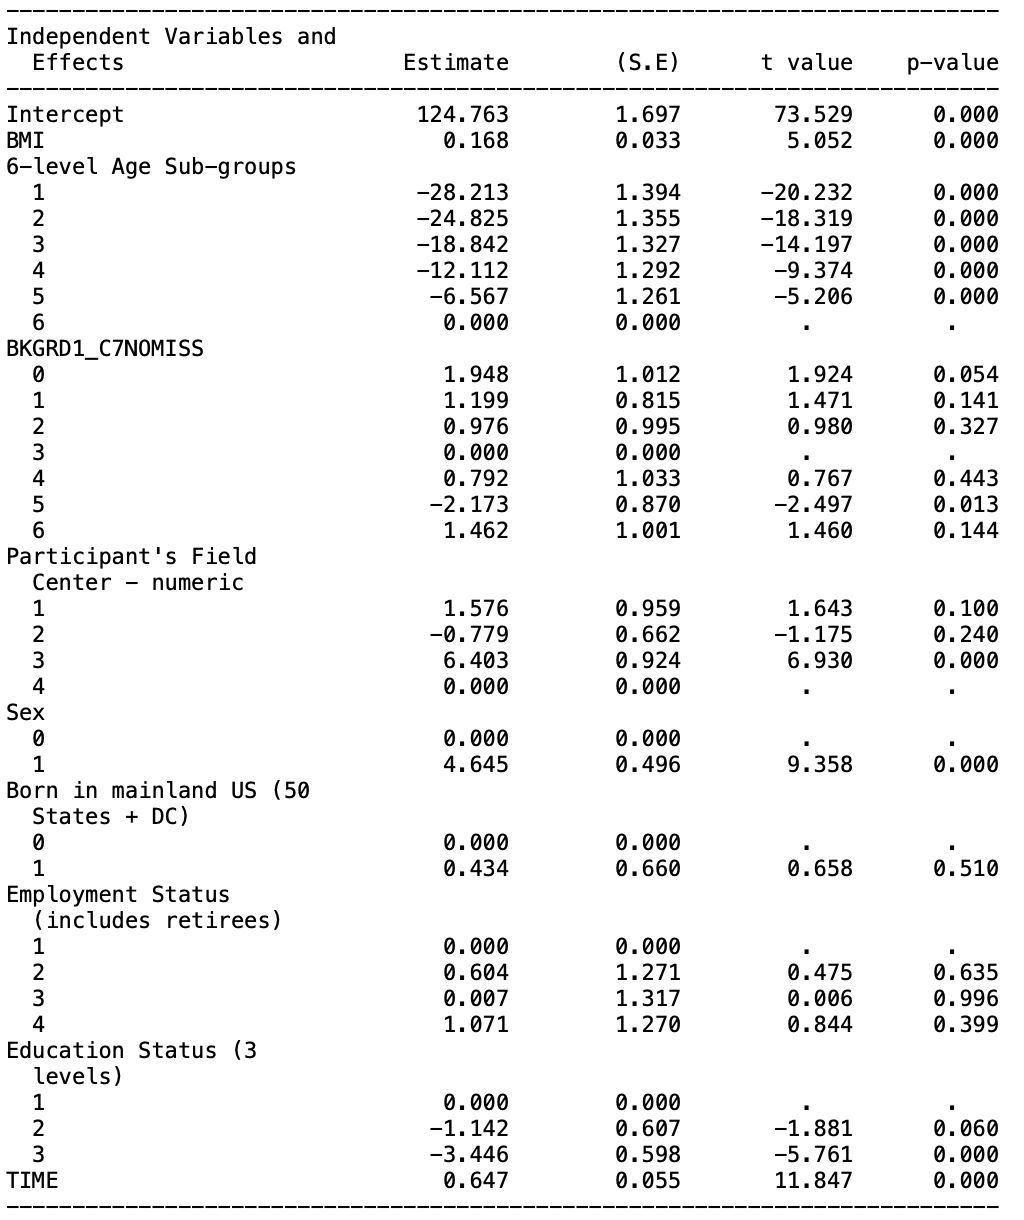 Independent Variables and
Effects Estimate (S.E) t value p-value
Intercept 124.763 1.697 73.529 0.000
BMI 0.168 0.033 5.052 0.000
6-level Age Sub-groups
1 -28.213 1.394 -20.232 0.000
2 -24.825 1.355 -18.319 0.000
3 -18.842 1.327 -14.197 0.000
4 -12.112 1.292 -9.374 0.000
5 -6.567 1.261 -5.206 0.000
6 0.000 0.000 . .
BKGRD1_C7NOMISS
0 1.948 1.012 1.924 0.054
1 1.199 0.815 1.471 0.141
2 0.976 0.995 0.980 0.327
3 0.000 0.000 . .
4 0.792 1.033 0.767 0.443
5 -2.173 0.870 -2.497 0.013
6 1.462 1.001 1.460 0.144
Participant's Field
Center - numeric
1 1.576 0.959 1.643 0.100
2 -0.779 0.662 -1.175 0.240
3 6.403 0.924 6.930 0.000
4 0.000 0.000 . .
Sex
0 0.000 0.000 . .
1 4.645 0.496 9.358 0.000
Born in mainland US (50
States + DC)
0 0.000 0.000 . .
1 0.434 0.660 0.658 0.510
Employment Status
(includes retirees)
1 0.000 0.000 . .
2 0.604 1.271 0.475 0.635
3 0.007 1.317 0.006 0.996
4 1.071 1.270 0.844 0.399
Education Status (3
levels)
1 0.000 0.000 . .
2 -1.142 0.607 -1.881 0.060
3 -3.446 0.598 -5.761 0.000
TIME 0.647 0.055 11.847 0.000